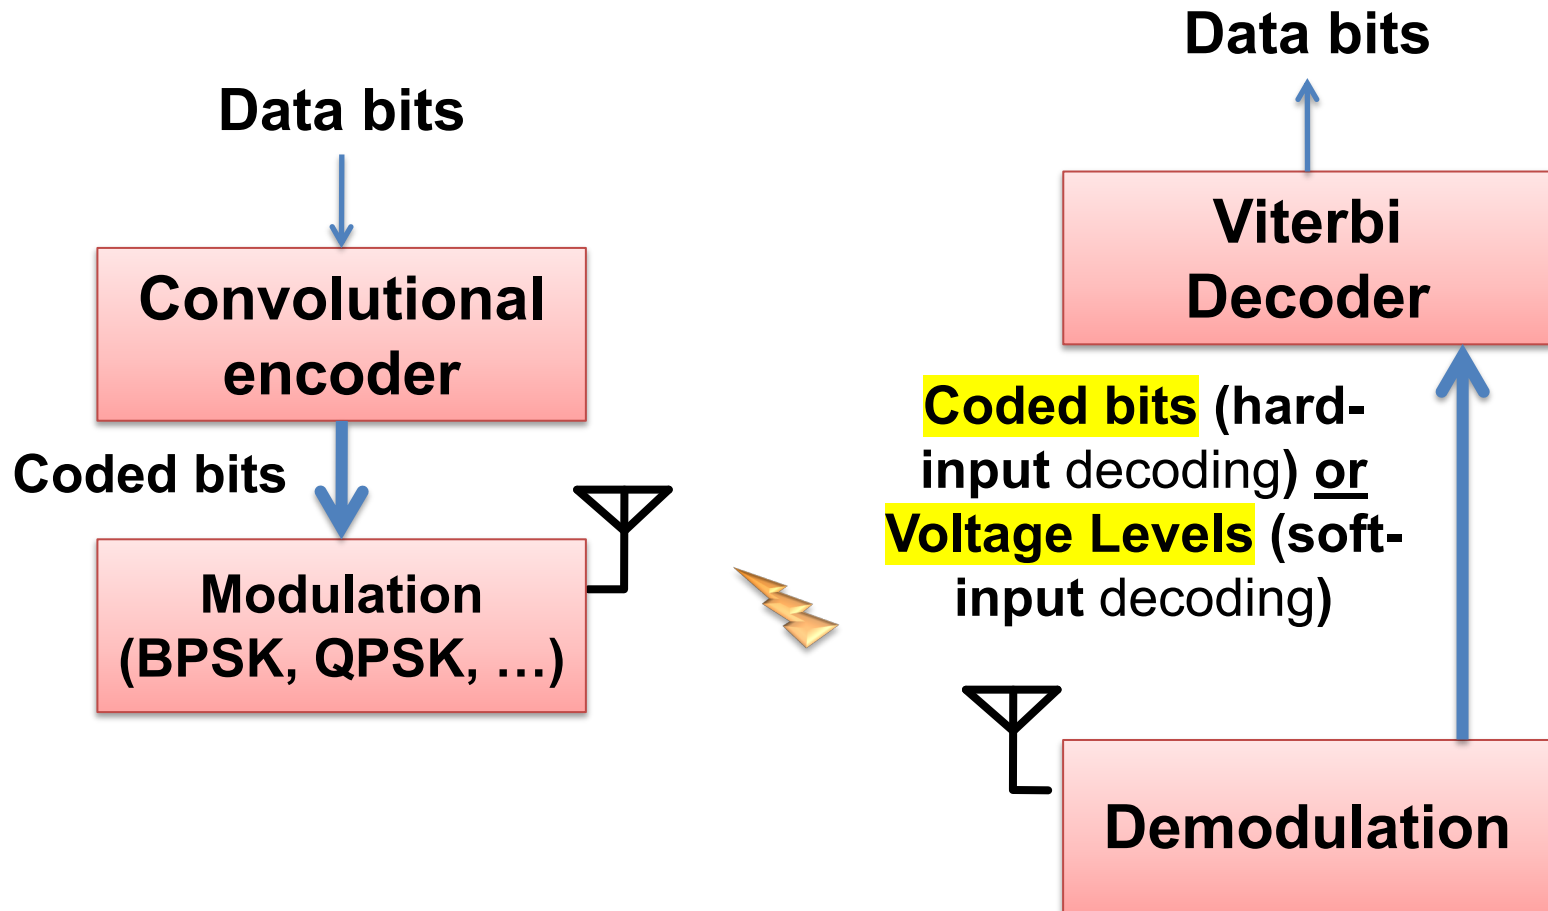 Data bits
Convolutional
encoder
Coded bits
Modulation
(BPSK, QPSK, …)
Data bits
Viterbi
Decoder
Coded bits (hard-
input decoding) or
Voltage Levels (soft-
input decoding)
Demodulation